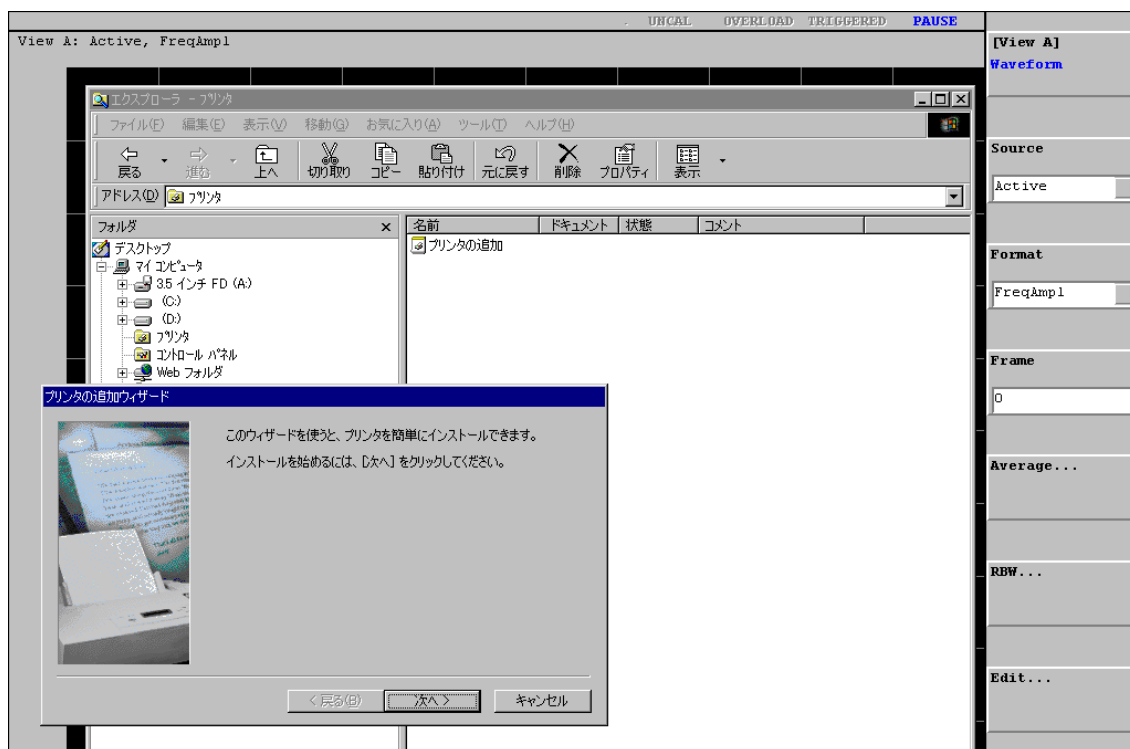 . UNCAL OVERLOAD TRIGGERED PAUSE
View A: Active, FreqAmpl
[View A]
Waveform
Source
Active
Format
FreqAmpl
Frame
0
Average...
RBW...
Edit...
エクスプローラ - プリンタ
ファイル(F) 編集(E) 表示(V) 移動(G) お気に入り(A) ツール(T) ヘルプ(H)
戻る 進む 上へ 切り取り コピー 貼り付け 元に戻す 削除 プロパティ 表示
アドレス(D) プリンタ
フォルダ
名前 ドキュメント 状態 コメント
デスクトップ
マイ コンピュータ
3.5 インチ FD (A:)
(C:)
(D:)
プリンタ
コントロール パネル
Web フォルダ
プリンタの追加
プリンタの追加ウィザード
このウィザードを使うと、プリンタを簡単にインストールできます。
インストールを始めるには、[次へ] をクリックしてください。
< 戻る(B) 次へ > キャンセル